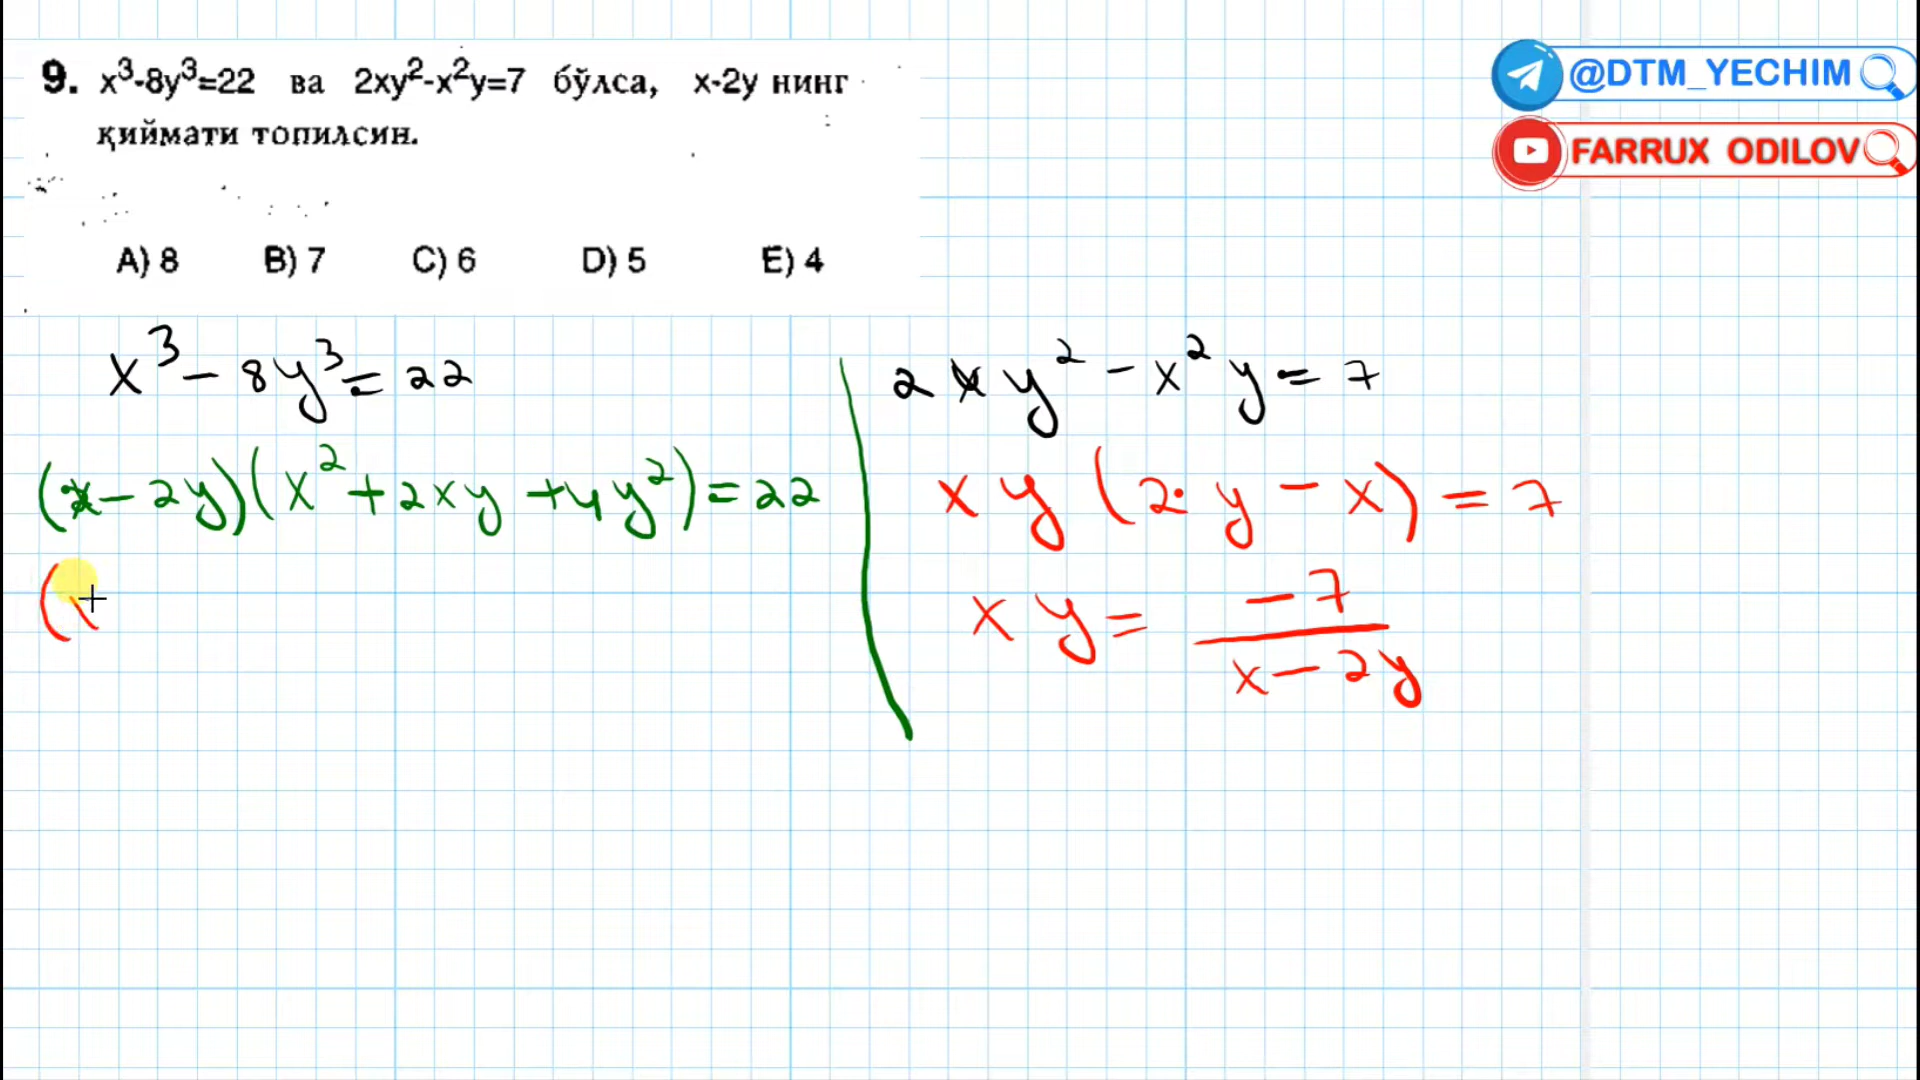 9. x³-8y³=22 ва 2xy²-x²y=7 бўлса, x-2y нинг
қиймати топилсин.
A) 8 B) 7 C) 6 D) 5 E) 4
@DTM_YECHIM
FARRUX ODILOV
x³ - 8y³ = 22
(x - 2y)(x² + 2xy + 4y²) = 22
(
2xy² - x²y = 7
xy(2·y - x) = 7
xy = -7 / x - 2y